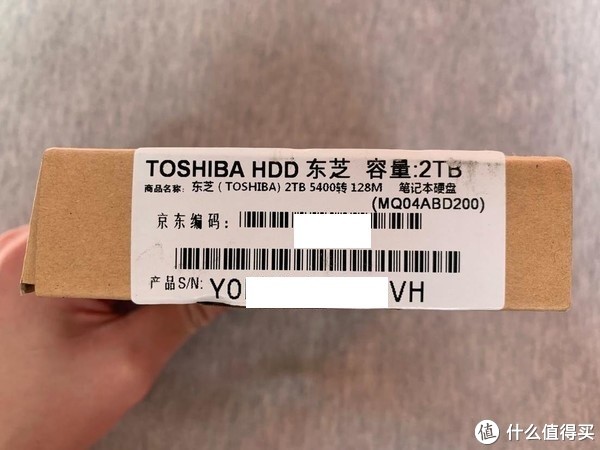 TOSHIBA HDD 东芝 容量:2TB
商品名称: 东芝(TOSHIBA) 2TB 5400转 128M 笔记本硬盘
(MQ04ABD200)
京东编码:
产品S/N: Y0 VH
值 什么值得买